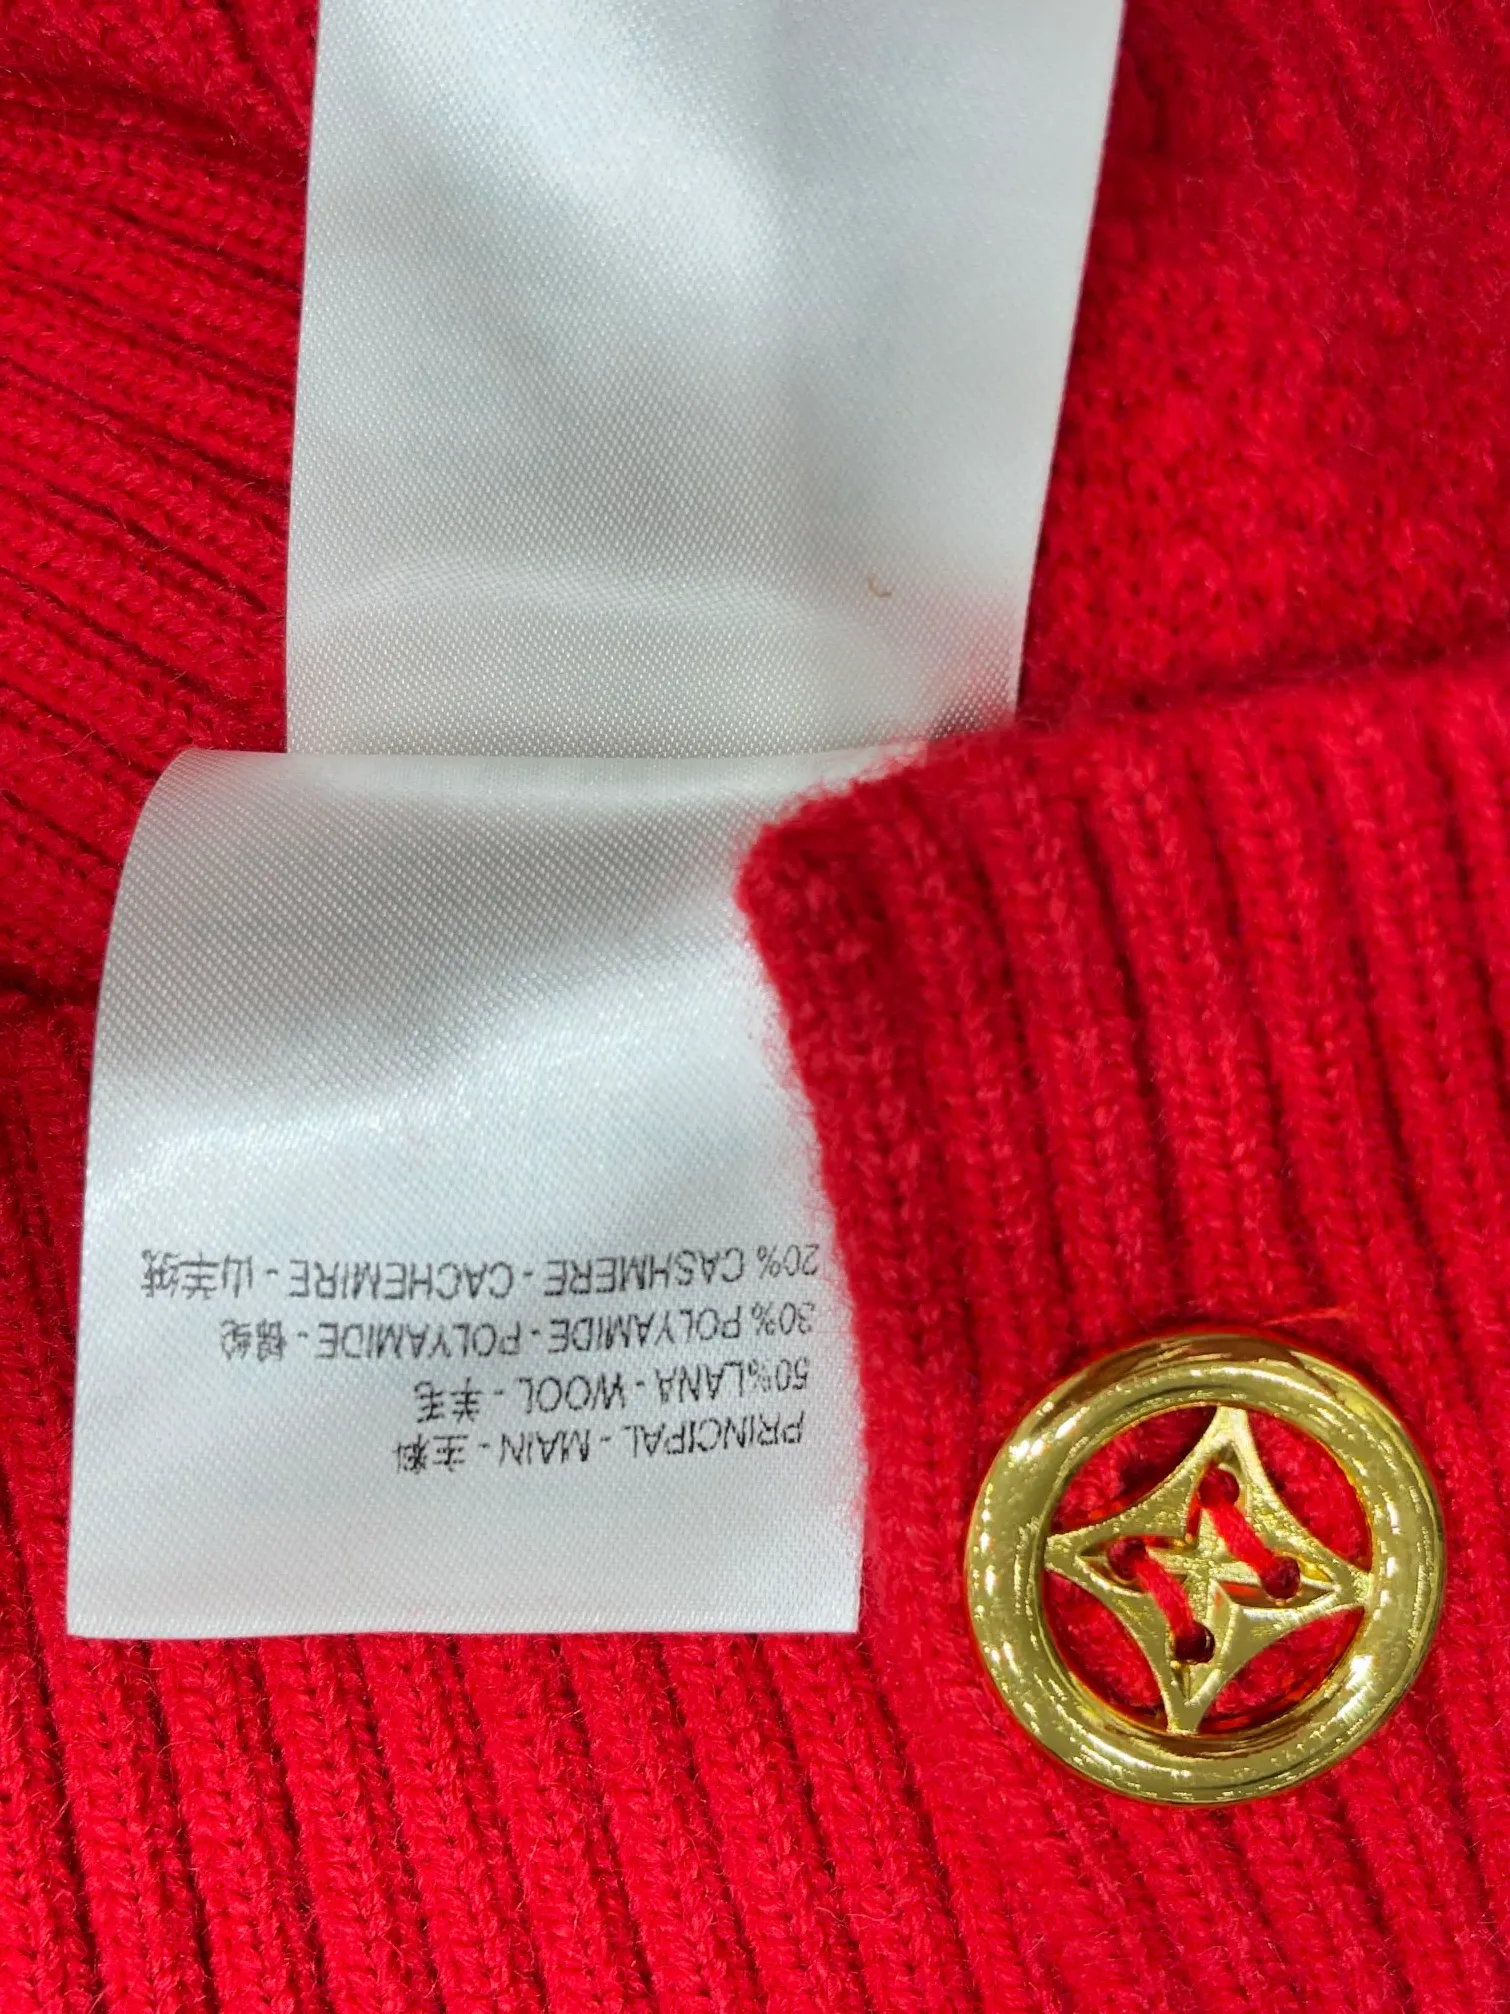 PRINCIPAL - MAIN - 主料
50%LANA - WOOL - 羊毛
30% POLYAMIDE - POLYAMIDE - 锦纶
20% CASHMERE - CACHEMIRE - 山羊绒